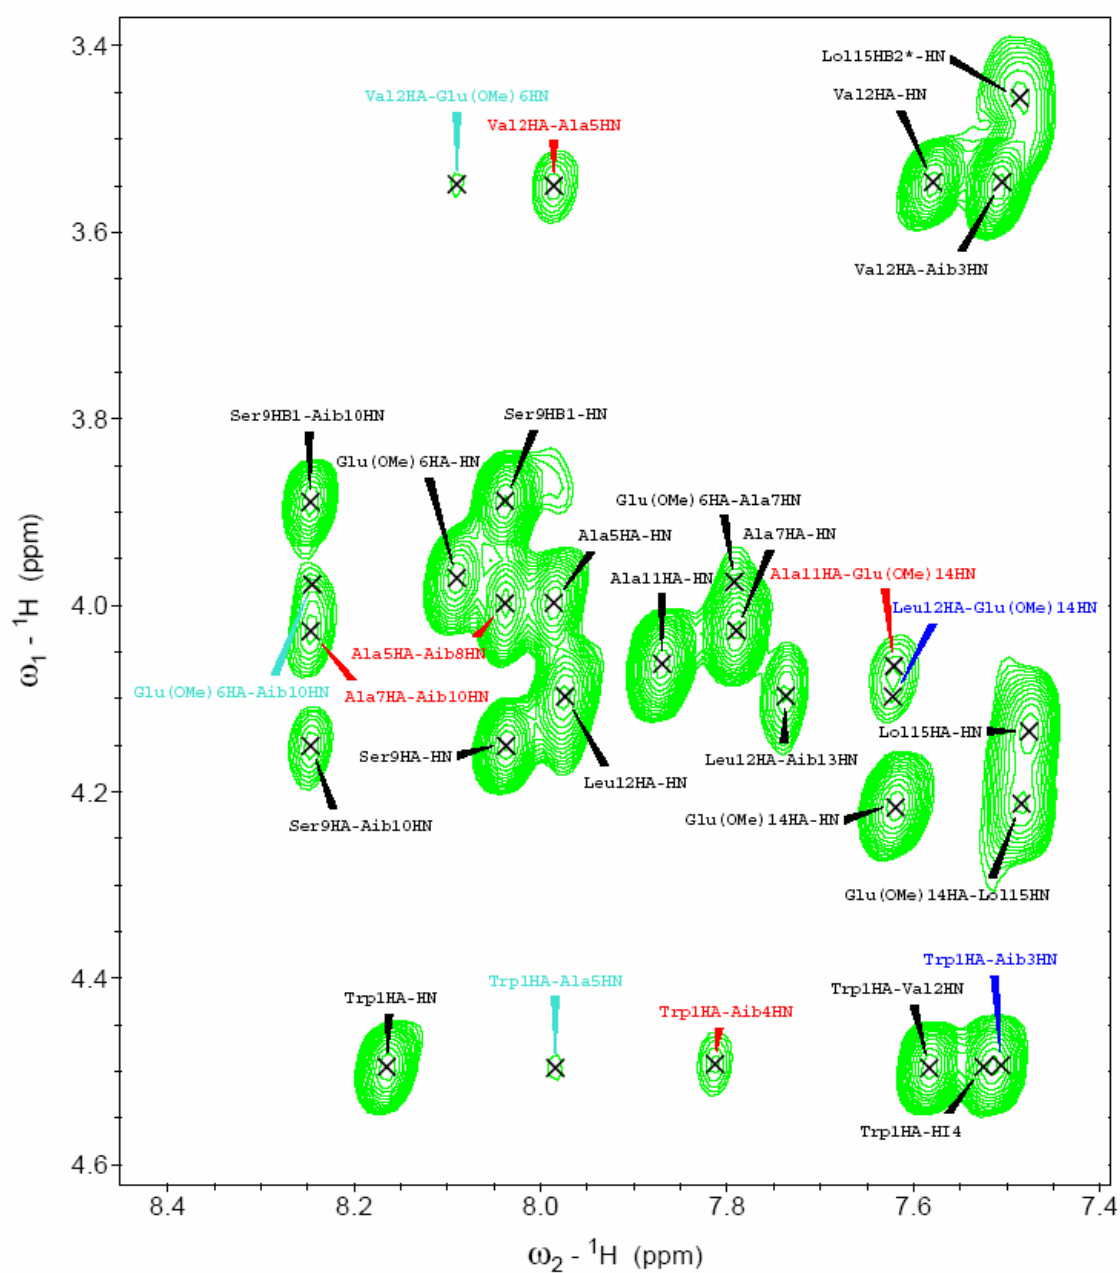 3.4
Lol15HB2*-HN
Val2HA-Glu(OMe)6HN
Val2HA-HN
Val2HA-Ala5HN
3.6
Val2HA-Aib3HN
3.8
Ser9HB1-Aib10HN
Ser9HB1-HN
Glu(OMe)6HA-HN
Glu(OMe)6HA-Ala7HN
Ala5HA-HN
Ala7HA-HN
Ala11HA-HN
Ala11HA-Glu(OMe)14HN
4.0
Leu12HA-Glu(OMe)14HN
Ala5HA-Aib8HN
Glu(OMe)6HA-Aib10HN
Ala7HA-Aib10HN
Lol15HA-HN
Ser9HA-HN
Leu12HA-Aib13HN
Leu12HA-HN
4.2
Glu(OMe)14HA-HN
Ser9HA-Aib10HN
Glu(OMe)14HA-Lol15HN
4.4
Trp1HA-Aib3HN
Trp1HA-Ala5HN
Trp1HA-Val2HN
Trp1HA-HN
Trp1HA-Aib4HN
Trp1HA-HI4
4.6
8.4 8.2 8.0 7.8 7.6 7.4
ω2 - 1H (ppm)
ω1 - 1H (ppm)